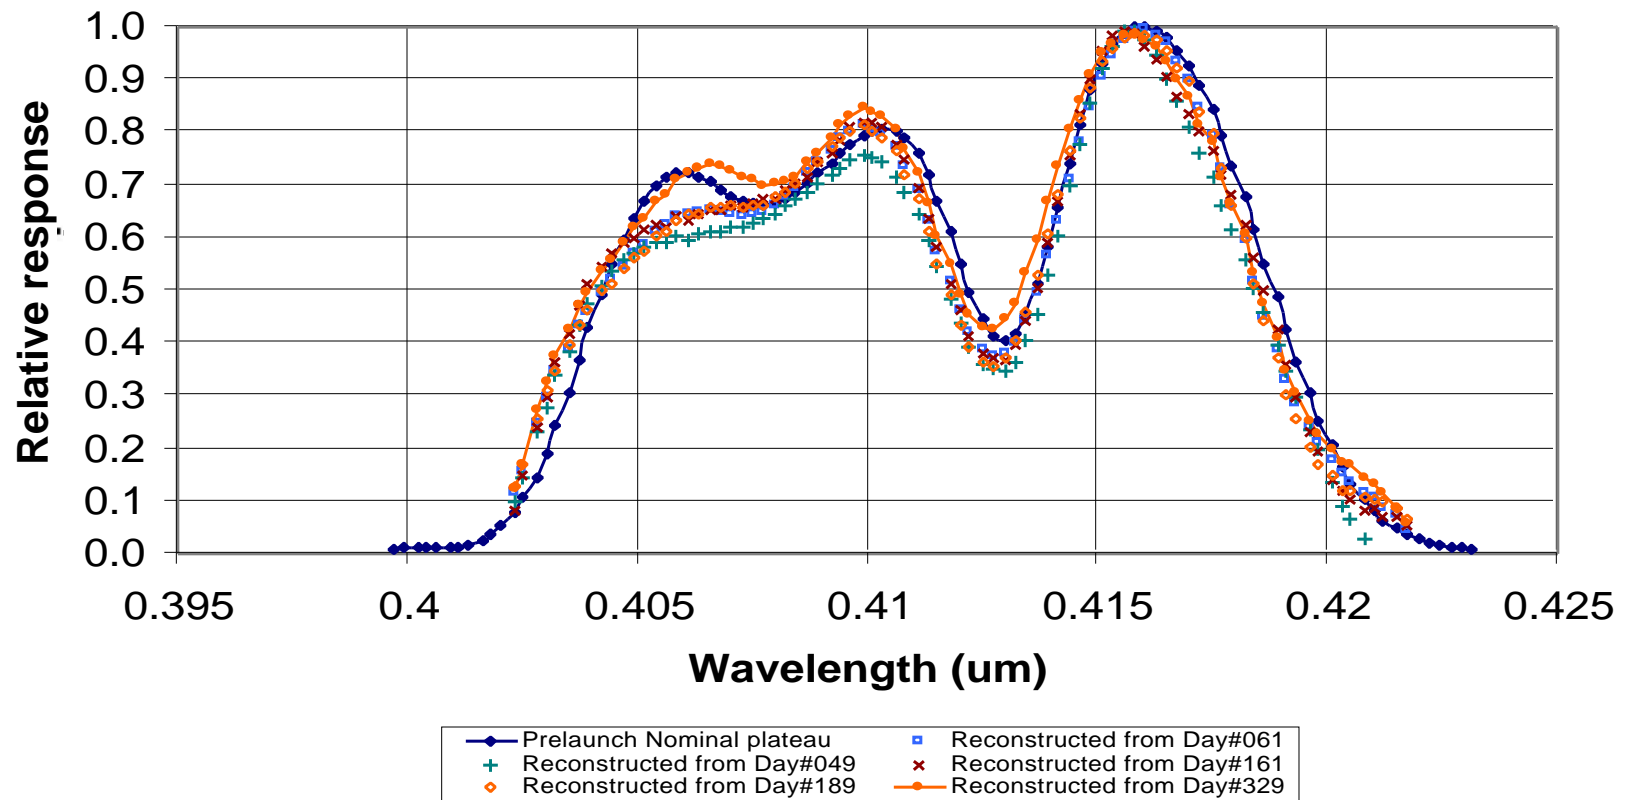 1.0
0.9
0.8
0.7
0.6
0.5
0.4
0.3
0.2
0.1
0.0
Relative response
0.395 0.4 0.405 0.41 0.415 0.42 0.425
Wavelength (um)
Prelaunch Nominal plateau
Reconstructed from Day#061
Reconstructed from Day#049
Reconstructed from Day#161
Reconstructed from Day#189
Reconstructed from Day#329